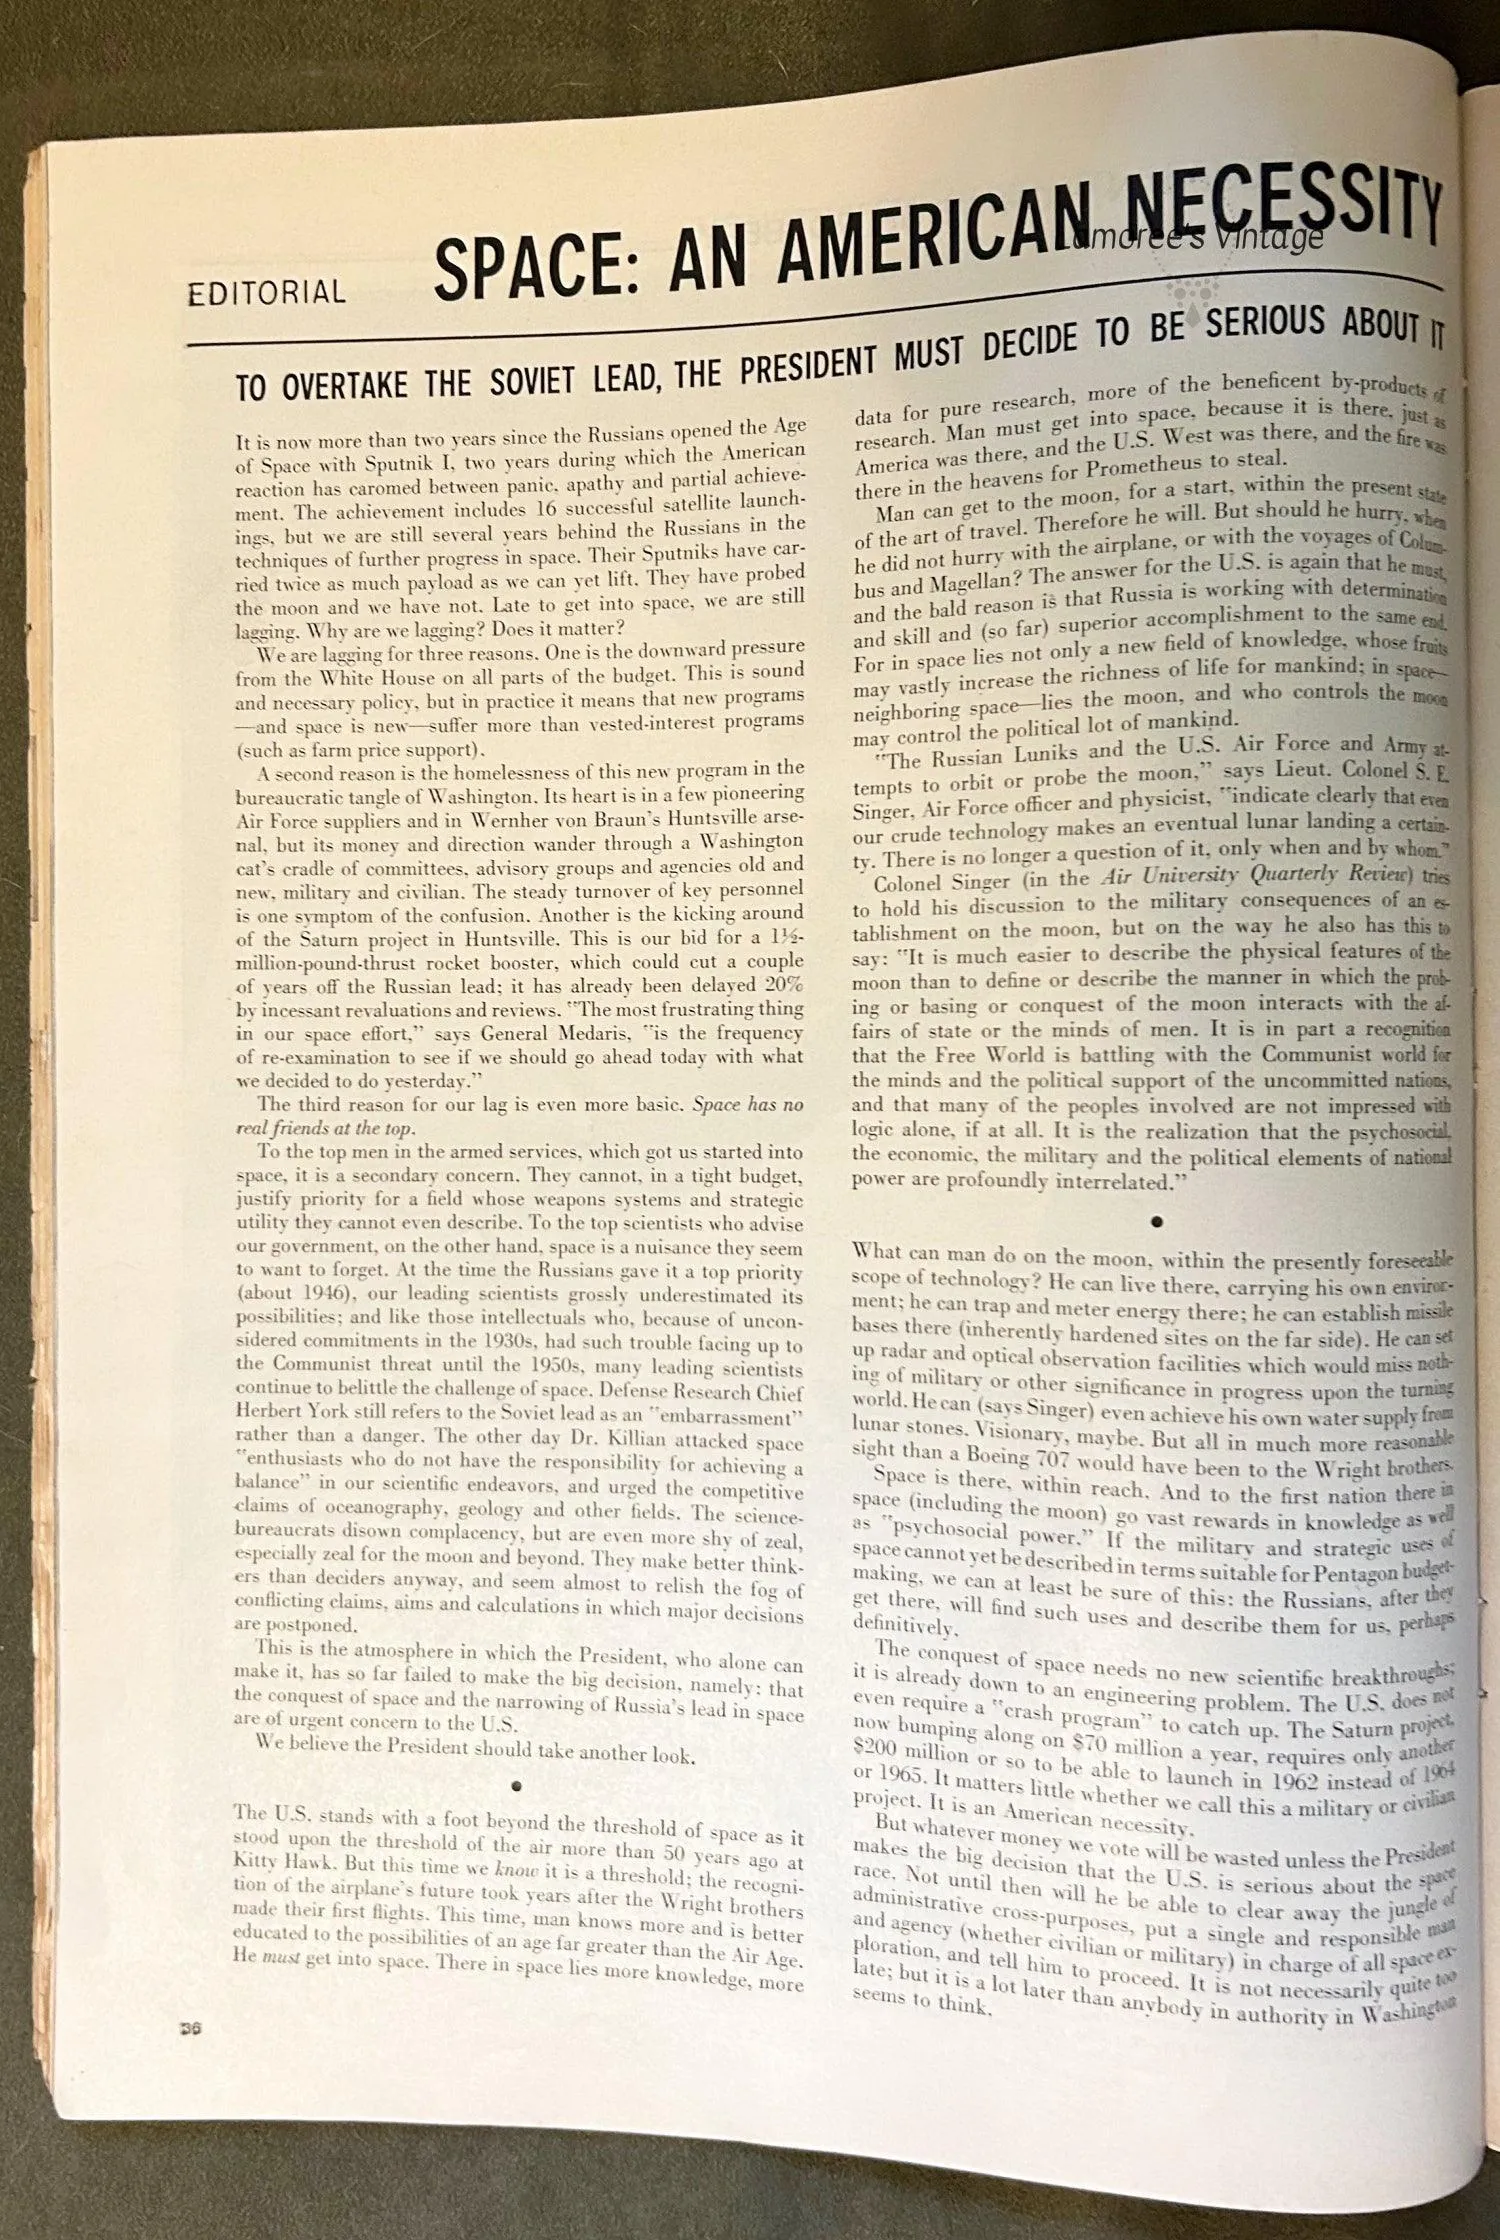 EDITORIAL
SPACE: AN AMERICAN NECESSITY
Lamoree's Vintage
TO OVERTAKE THE SOVIET LEAD, THE PRESIDENT MUST DECIDE TO BE SERIOUS ABOUT IT
It is now more than two years since the Russians opened the Age
of Space with Sputnik I, two years during which the American
reaction has caromed between panic, apathy and partial achieve-
ment. The achievement includes 16 successful satellite launch-
ings, but we are still several years behind the Russians in the
techniques of further progress in space. Their Sputniks have car-
ried twice as much payload as we can yet lift. They have probed
the moon and we have not. Late to get into space, we are still
lagging. Why are we lagging? Does it matter?
We are lagging for three reasons. One is the downward pressure
from the White House on all parts of the budget. This is sound
and necessary policy, but in practice it means that new programs
—and space is new—suffer more than vested-interest programs
(such as farm price support).
A second reason is the homelessness of this new program in the
bureaucratic tangle of Washington. Its heart is in a few pioneering
Air Force suppliers and in Wernher von Braun's Huntsville arse-
nal, but its money and direction wander through a Washington
cat's cradle of committees, advisory groups and agencies old and
new, military and civilian. The steady turnover of key personnel
is one symptom of the confusion. Another is the kicking around
of the Saturn project in Huntsville. This is our bid for a 1½-
million-pound-thrust rocket booster, which could cut a couple
of years off the Russian lead; it has already been delayed 20%
by incessant revaluations and reviews. "The most frustrating thing
in our space effort," says General Medaris, "is the frequency
of re-examination to see if we should go ahead today with what
we decided to do yesterday."
The third reason for our lag is even more basic. Space has no
real friends at the top.
To the top men in the armed services, which got us started into
space, it is a secondary concern. They cannot, in a tight budget,
justify priority for a field whose weapons systems and strategic
utility they cannot even describe. To the top scientists who advise
our government, on the other hand, space is a nuisance they seem
to want to forget. At the time the Russians gave it a top priority
(about 1946), our leading scientists grossly underestimated its
possibilities; and like those intellectuals who, because of uncon-
sidered commitments in the 1930s, had such trouble facing up to
the Communist threat until the 1950s, many leading scientists
continue to belittle the challenge of space. Defense Research Chief
Herbert York still refers to the Soviet lead as an "embarrassment"
rather than a danger. The other day Dr. Killian attacked space
"enthusiasts who do not have the responsibility for achieving a
balance" in our scientific endeavors, and urged the competitive
claims of oceanography, geology and other fields. The science-
bureaucrats disown complacency, but are even more shy of zeal,
especially zeal for the moon and beyond. They make better think-
ers than deciders anyway, and seem almost to relish the fog of
conflicting claims, aims and calculations in which major decisions
are postponed.
This is the atmosphere in which the President, who alone can
make it, has so far failed to make the big decision, namely: that
the conquest of space and the narrowing of Russia's lead in space
are of urgent concern to the U.S.
We believe the President should take another look.
•
The U.S. stands with a foot beyond the threshold of space as it
stood upon the threshold of the air more than 50 years ago at
Kitty Hawk. But this time we know it is a threshold; the recogni-
tion of the airplane's future took years after the Wright brothers
made their first flights. This time, man knows more and is better
educated to the possibilities of an age far greater than the Air Age.
He must get into space. There in space lies more knowledge, more
data for pure research, more of the beneficent by-products of
research. Man must get into space, because it is there, just as
America was there, and the U.S. West was there, and the fire was
there in the heavens for Prometheus to steal.
Man can get to the moon, for a start, within the present state
of the art of travel. Therefore he will. But should he hurry, when
he did not hurry with the airplane, or with the voyages of Colum-
bus and Magellan? The answer for the U.S. is again that he must,
and the bald reason is that Russia is working with determination
and skill and (so far) superior accomplishment to the same end.
For in space lies not only a new field of knowledge, whose fruits
may vastly increase the richness of life for mankind; in space—
neighboring space—lies the moon, and who controls the moon
may control the political lot of mankind.
"The Russian Luniks and the U.S. Air Force and Army at-
tempts to orbit or probe the moon," says Lieut. Colonel S. E.
Singer, Air Force officer and physicist, "indicate clearly that even
our crude technology makes an eventual lunar landing a certain-
ty. There is no longer a question of it, only when and by whom."
Colonel Singer (in the Air University Quarterly Review) tries
to hold his discussion to the military consequences of an es-
tablishment on the moon, but on the way he also has this to
say: "It is much easier to describe the physical features of the
moon than to define or describe the manner in which the prob-
ing or basing or conquest of the moon interacts with the af-
fairs of state or the minds of men. It is in part a recognition
that the Free World is battling with the Communist world for
the minds and the political support of the uncommitted nations,
and that many of the peoples involved are not impressed with
logic alone, if at all. It is the realization that the psychosocial,
the economic, the military and the political elements of national
power are profoundly interrelated."
•
What can man do on the moon, within the presently foreseeable
scope of technology? He can live there, carrying his own environ-
ment; he can trap and meter energy there; he can establish missile
bases there (inherently hardened sites on the far side). He can set
up radar and optical observation facilities which would miss noth-
ing of military or other significance in progress upon the turning
world. He can (says Singer) even achieve his own water supply from
lunar stones. Visionary, maybe. But all in much more reasonable
sight than a Boeing 707 would have been to the Wright brothers.
Space is there, within reach. And to the first nation there in
space (including the moon) go vast rewards in knowledge as well
as "psychosocial power." If the military and strategic uses of
space cannot yet be described in terms suitable for Pentagon budget-
making, we can at least be sure of this: the Russians, after they
get there, will find such uses and describe them for us, perhaps
definitively.
The conquest of space needs no new scientific breakthroughs;
it is already down to an engineering problem. The U.S. does not
even require a "crash program" to catch up. The Saturn project,
now bumping along on $70 million a year, requires only another
$200 million or so to be able to launch in 1962 instead of 1964
or 1965. It matters little whether we call this a military or civilian
project. It is an American necessity.
But whatever money we vote will be wasted unless the President
makes the big decision that the U.S. is serious about the space
race. Not until then will he be able to clear away the jungle of
administrative cross-purposes, put a single and responsible man
and agency (whether civilian or military) in charge of all space ex-
ploration, and tell him to proceed. It is not necessarily quite too
late; but it is a lot later than anybody in authority in Washington
seems to think.
36